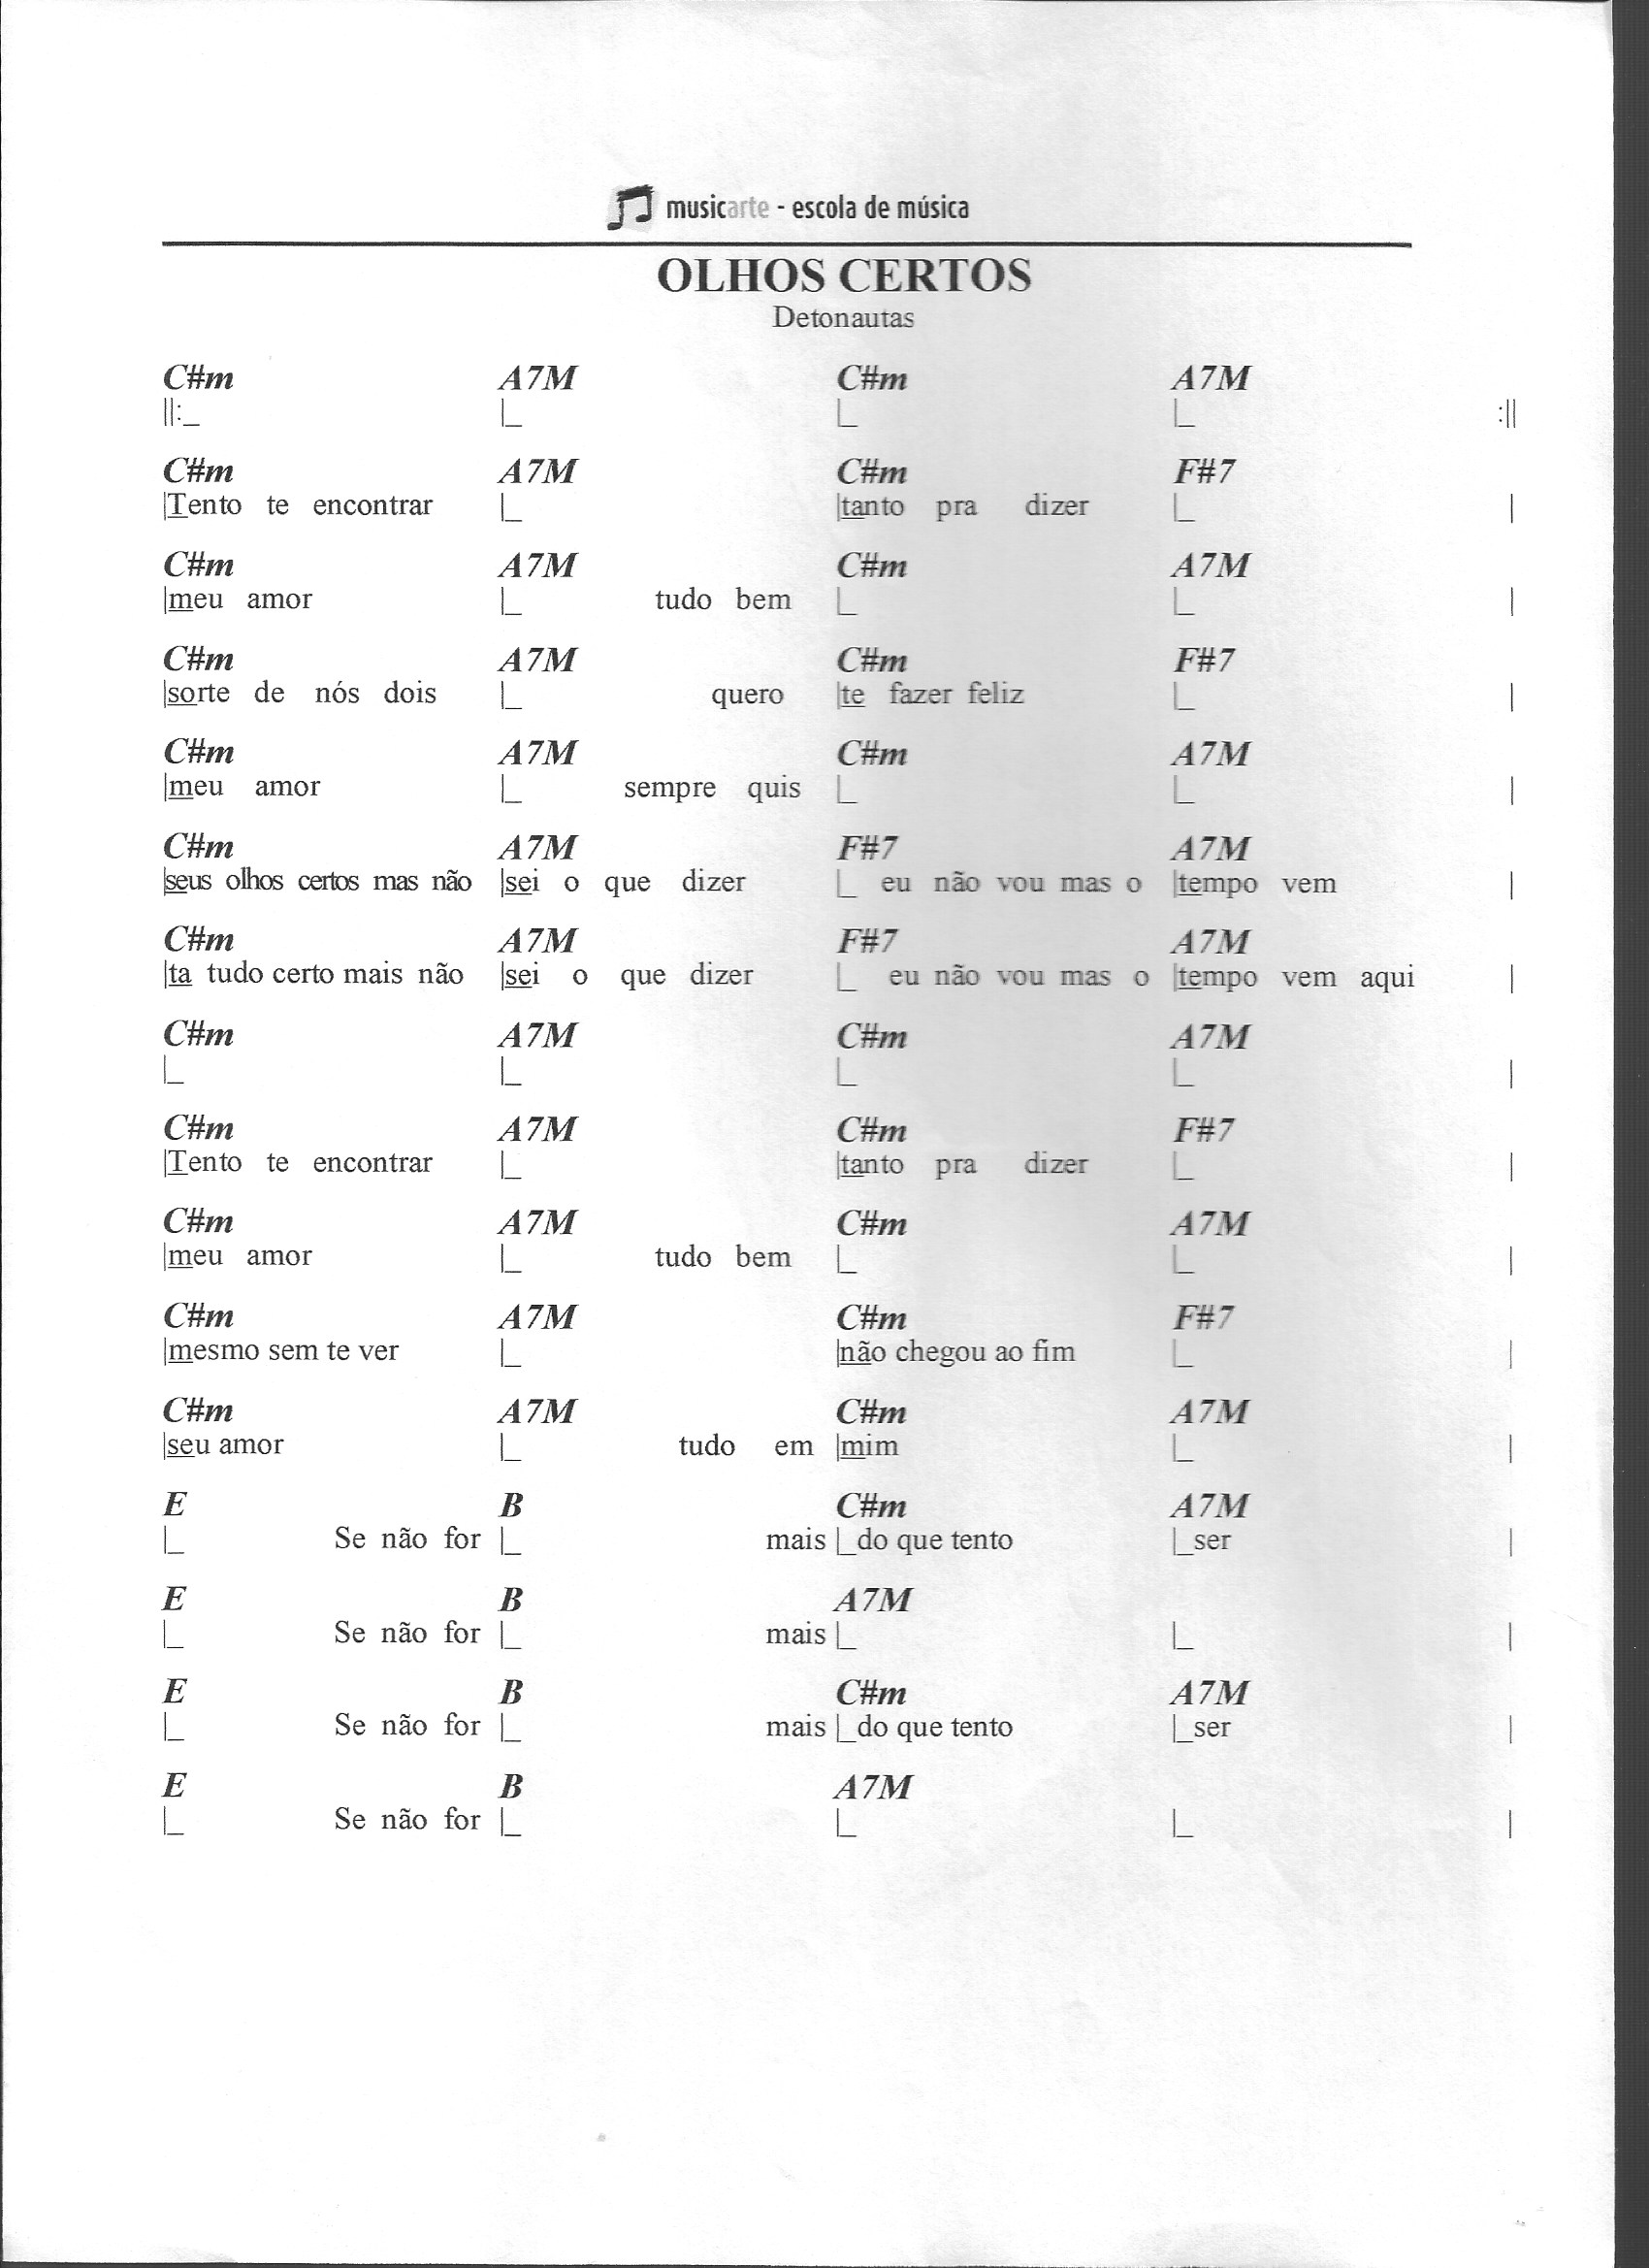 musicarte - escola de música
OLHOS CERTOS
Detonautas
C#m A7M C#m A7M
||:_ |_ |_ |_ :||
C#m A7M C#m F#7
|Tento te encontrar |_ |tanto pra dizer |_ |
C#m A7M C#m A7M
|meu amor |_ tudo bem |_ |_ |
C#m A7M C#m F#7
|sorte de nós dois |_ quero |te fazer feliz |_ |
C#m A7M C#m A7M
|meu amor |_ sempre quis |_ |_ |
C#m A7M F#7 A7M
|seus olhos certos mas não |sei o que dizer |_ eu não vou mas o |tempo vem |
C#m A7M F#7 A7M
|ta tudo certo mais não |sei o que dizer |_ eu não vou mas o |tempo vem aqui |
C#m A7M C#m A7M
|_ |_ |_ |_ |
C#m A7M C#m F#7
|Tento te encontrar |_ |tanto pra dizer |_ |
C#m A7M C#m A7M
|meu amor |_ tudo bem |_ |_ |
C#m A7M C#m F#7
|mesmo sem te ver |_ |não chegou ao fim |_ |
C#m A7M C#m A7M
|seu amor |_ tudo em |mim |_ |
E B C#m A7M
|_ Se não for |_ mais |_do que tento |_ser |
E B A7M
|_ Se não for |_ mais |_ |_ |
E B C#m A7M
|_ Se não for |_ mais |_do que tento |_ser |
E B A7M
|_ Se não for |_ |_ |_ |